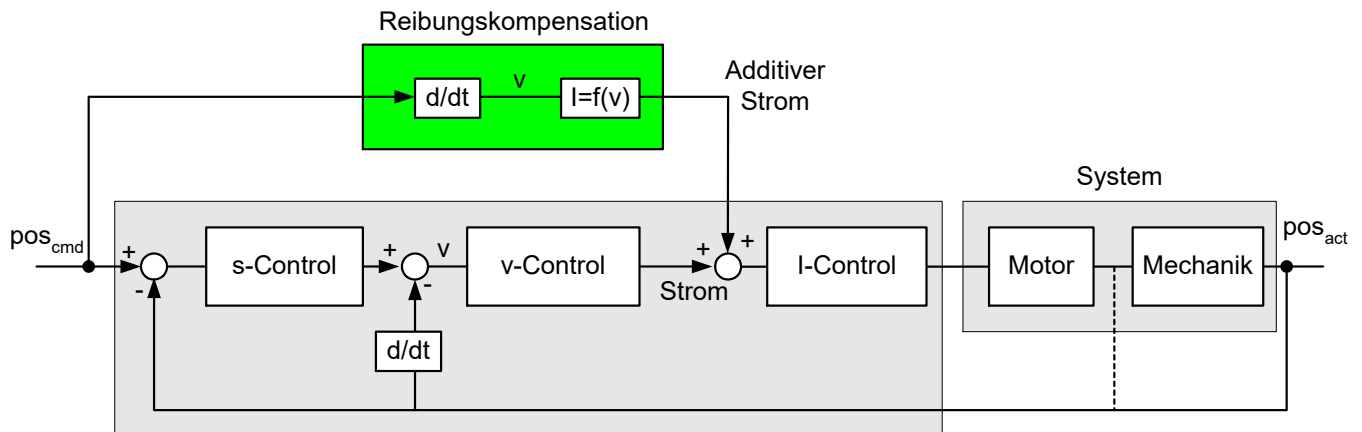 Reibungskompensation
d/dt
v
I=f(v)
Additiver
Strom
System
pos_cmd
+
-
s-Control
+
-
v
v-Control
+
+
Strom
I-Control
Motor
Mechanik
pos_act
d/dt